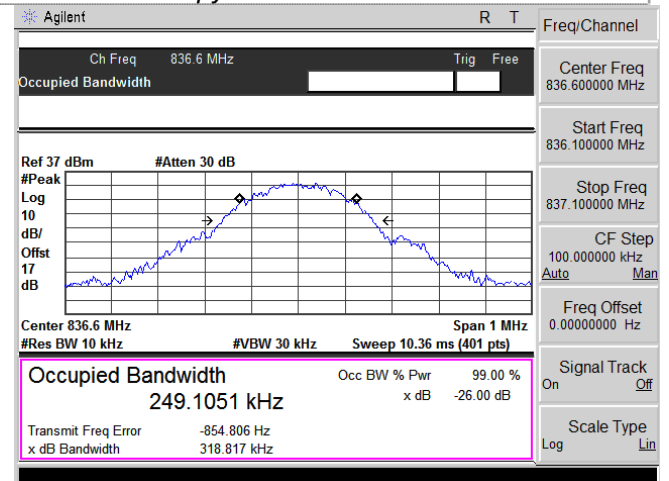 Agilent R T
Ch Freq 836.6 MHz Trig Free
Occupied Bandwidth
Ref 37 dBm #Atten 30 dB
#Peak
Log
10
dB/
Offst
17
dB
Center 836.6 MHz Span 1 MHz
#Res BW 10 kHz #VBW 30 kHz Sweep 10.36 ms (401 pts)
Occupied Bandwidth Occ BW % Pwr 99.00 %
249.1051 kHz x dB -26.00 dB
Transmit Freq Error -854.806 Hz
x dB Bandwidth 318.817 kHz
Freq/Channel
Center Freq
836.600000 MHz
Start Freq
836.100000 MHz
Stop Freq
837.100000 MHz
CF Step
100.000000 kHz
Auto Man
Freq Offset
0.00000000 Hz
Signal Track
On Off
Scale Type
Log Lin